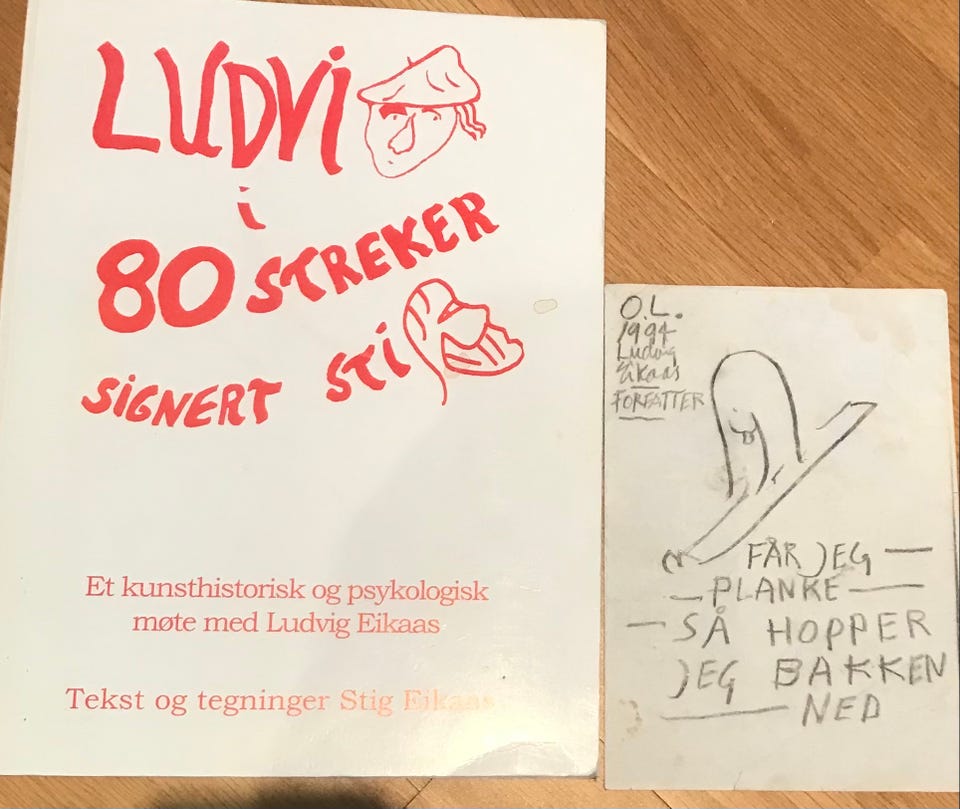 LUDVI
i
80 STREKER
SIGNERT STI
Et kunsthistorisk og psykologisk
møte med Ludvig Eikaas
Tekst og tegninger Stig Eikaas
O.L.
1994
Ludvig
Eikaas
FORFATTER
FÅR JEG —
— PLANKE —
— SÅ HOPPER
JEG BAKKEN
— NED